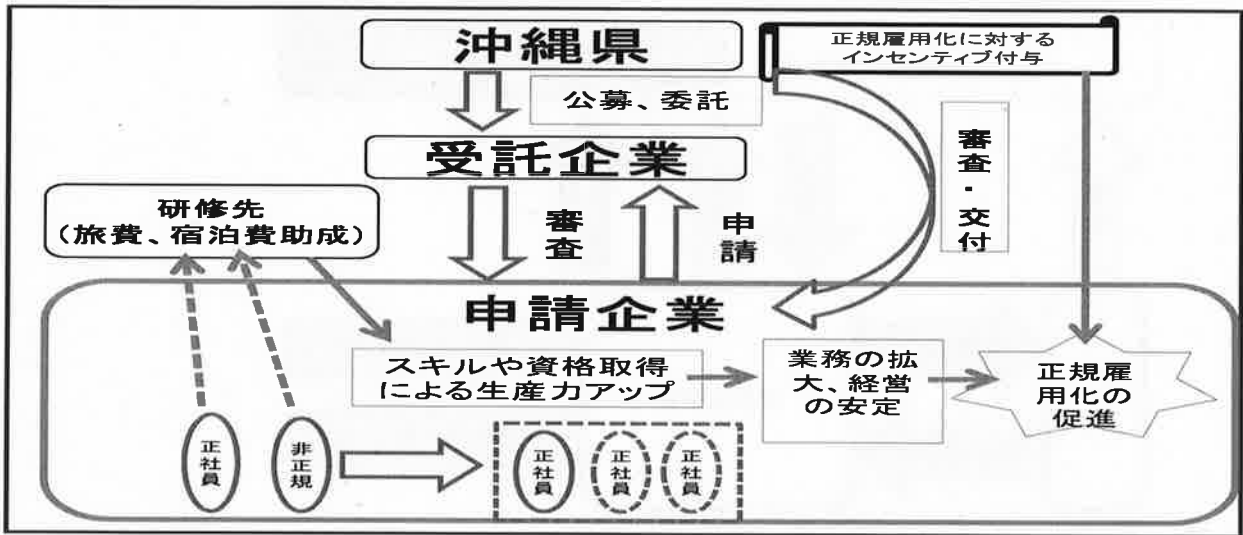 沖縄県
正規雇用化に対する
インセンティブ付与
公募、委託
受託企業
審査・交付
研修先
（旅費、宿泊費助成）
審査
申請
申請企業
スキルや資格取得
による生産力アップ
業務の拡
大、経営
の安定
正規雇
用化の
促進
正社員
非正規
正社員
正社員
正社員